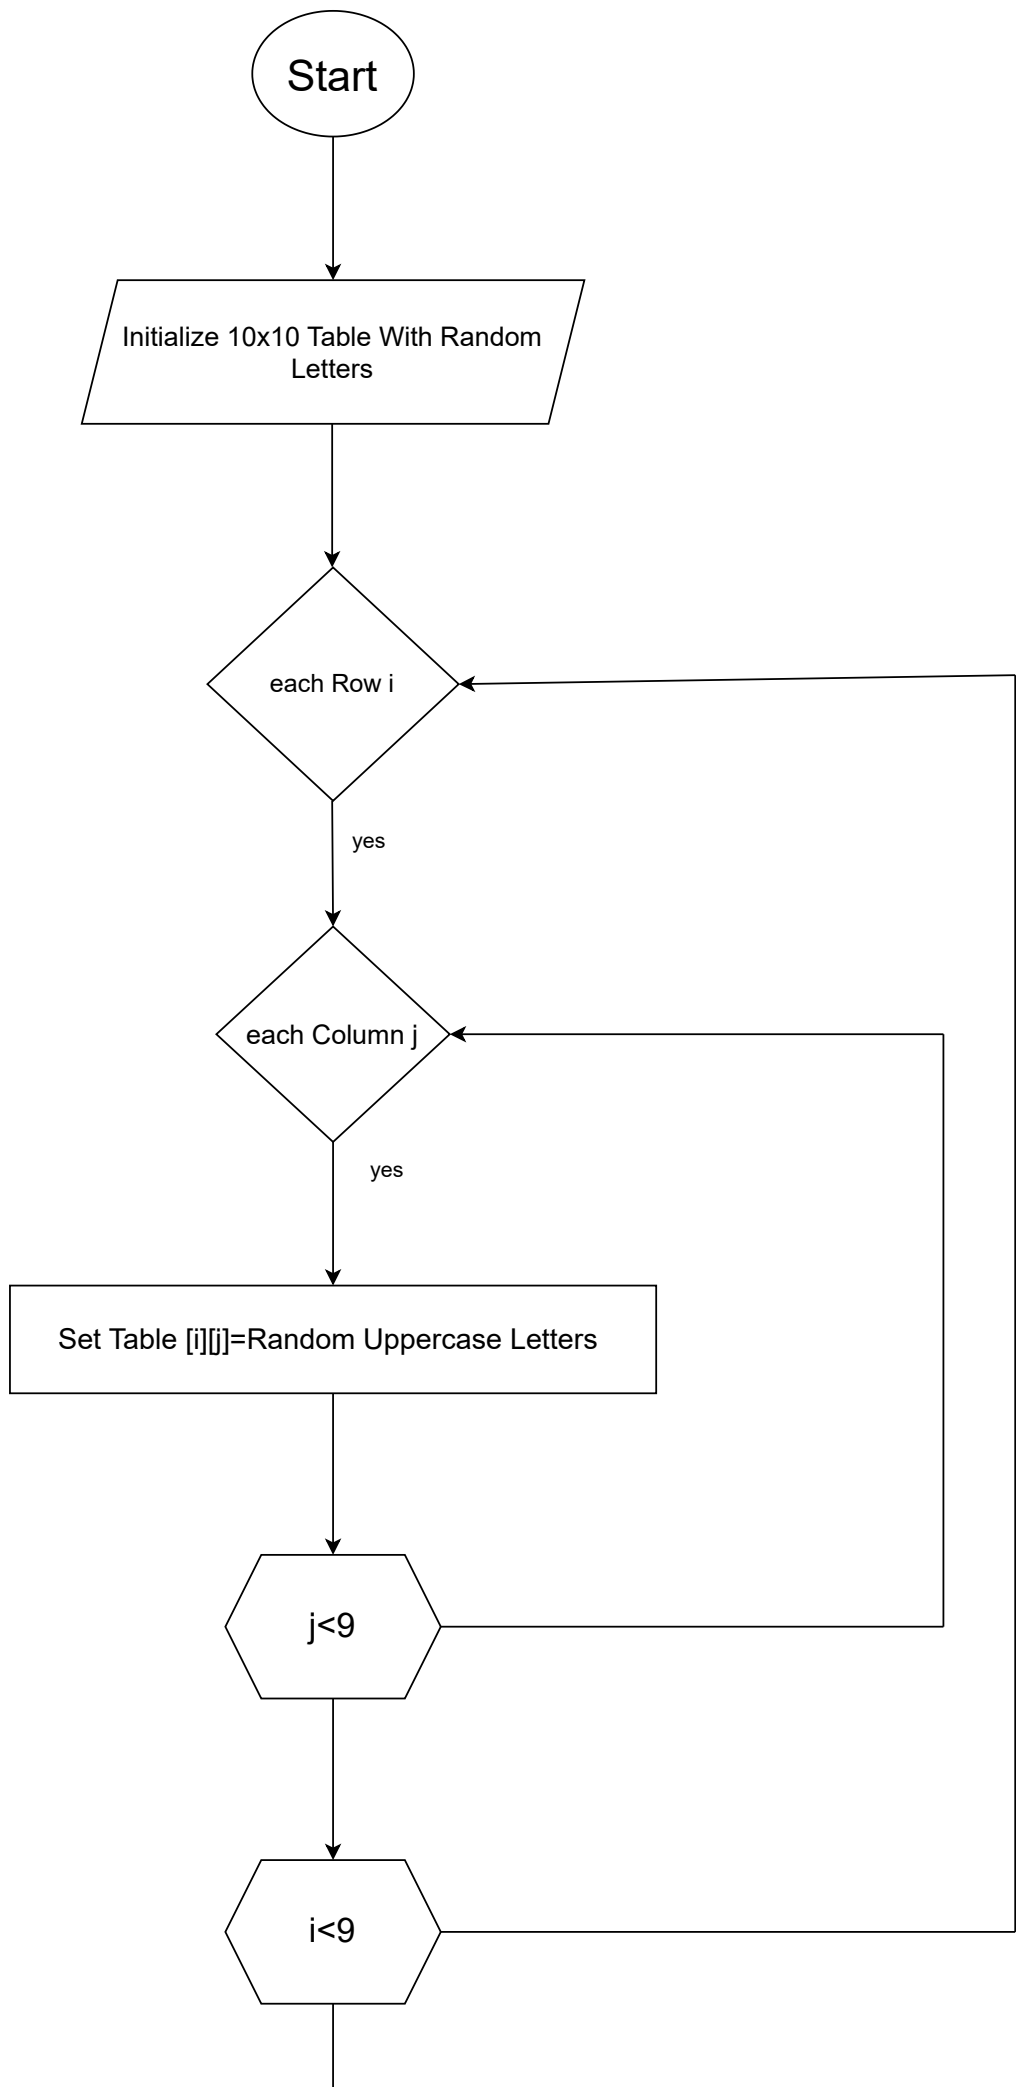 Start
Initialize 10x10 Table With Random
Letters
each Row i
yes
each Column j
yes
Set Table [i][j]=Random Uppercase Letters
j<9
i<9